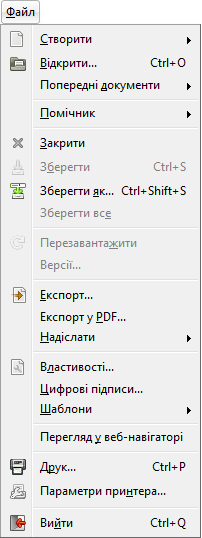 Файл
Створити
Відкрити... Ctrl+O
Попередні документи
Помічник
Закрити
Зберегти Ctrl+S
Зберегти як... Ctrl+Shift+S
Зберегти все
Перезавантажити
Версії...
Експорт...
Експорт у PDF...
Надіслати
Властивості...
Цифрові підписи...
Шаблони
Перегляд у веб-навігаторі
Друк... Ctrl+P
Параметри принтера...
Вийти Ctrl+Q